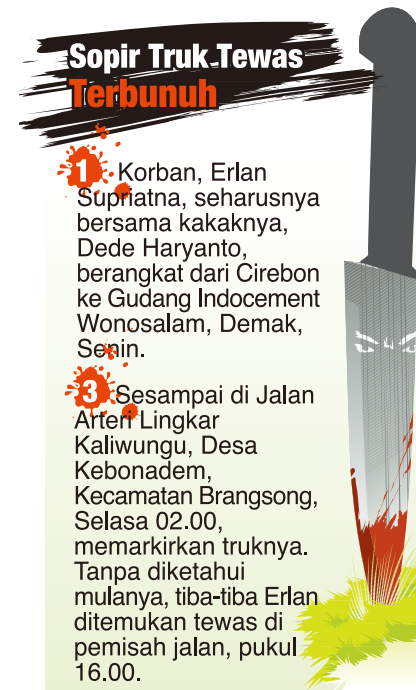 Sopir Truk Tewas
Terbunuh
1 Korban, Erlan
Supriatna, seharusnya
bersama kakaknya,
Dede Haryanto,
berangkat dari Cirebon
ke Gudang Indocement
Wonosalam, Demak,
Senin.
3 Sesampai di Jalan
Arteri Lingkar
Kaliwungu, Desa
Kebonadem,
Kecamatan Brangsong,
Selasa 02.00,
memarkirkan truknya.
Tanpa diketahui
mulanya, tiba-tiba Erlan
ditemukan tewas di
pemisah jalan, pukul
16.00.